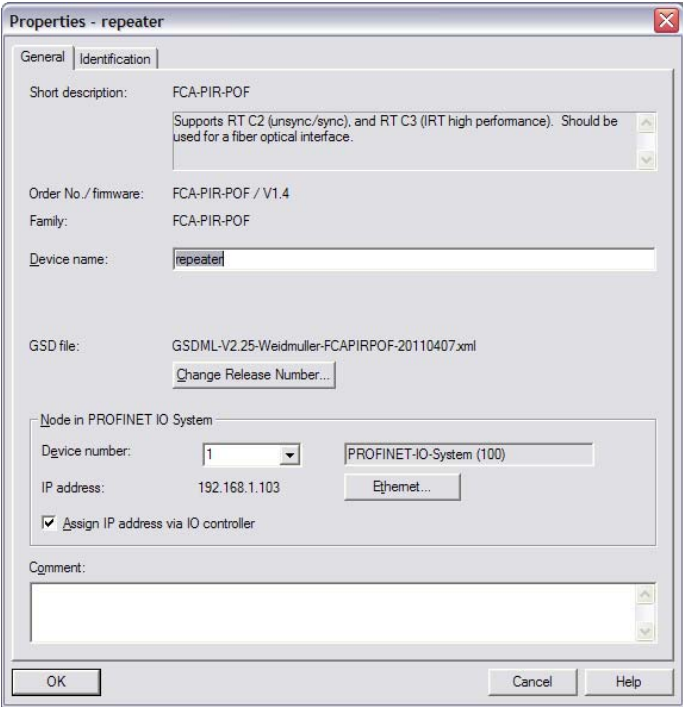 Properties - repeater
General Identification
Short description: FCA-PIR-POF
Supports RT C2 (unsync/sync), and RT C3 (IRT high performance). Should be
used for a fiber optical interface.
Order No./ firmware: FCA-PIR-POF / V1.4
Family: FCA-PIR-POF
Device name: repeater
GSD file: GSDML-V2.25-Weidmuller-FCAPIRPOF-20110407.xml
Change Release Number...
Node in PROFINET IO System
Device number: 1 PROFINET-IO-System (100)
IP address: 192.168.1.103 Ethernet...
Assign IP address via IO controller
Comment:
OK Cancel Help